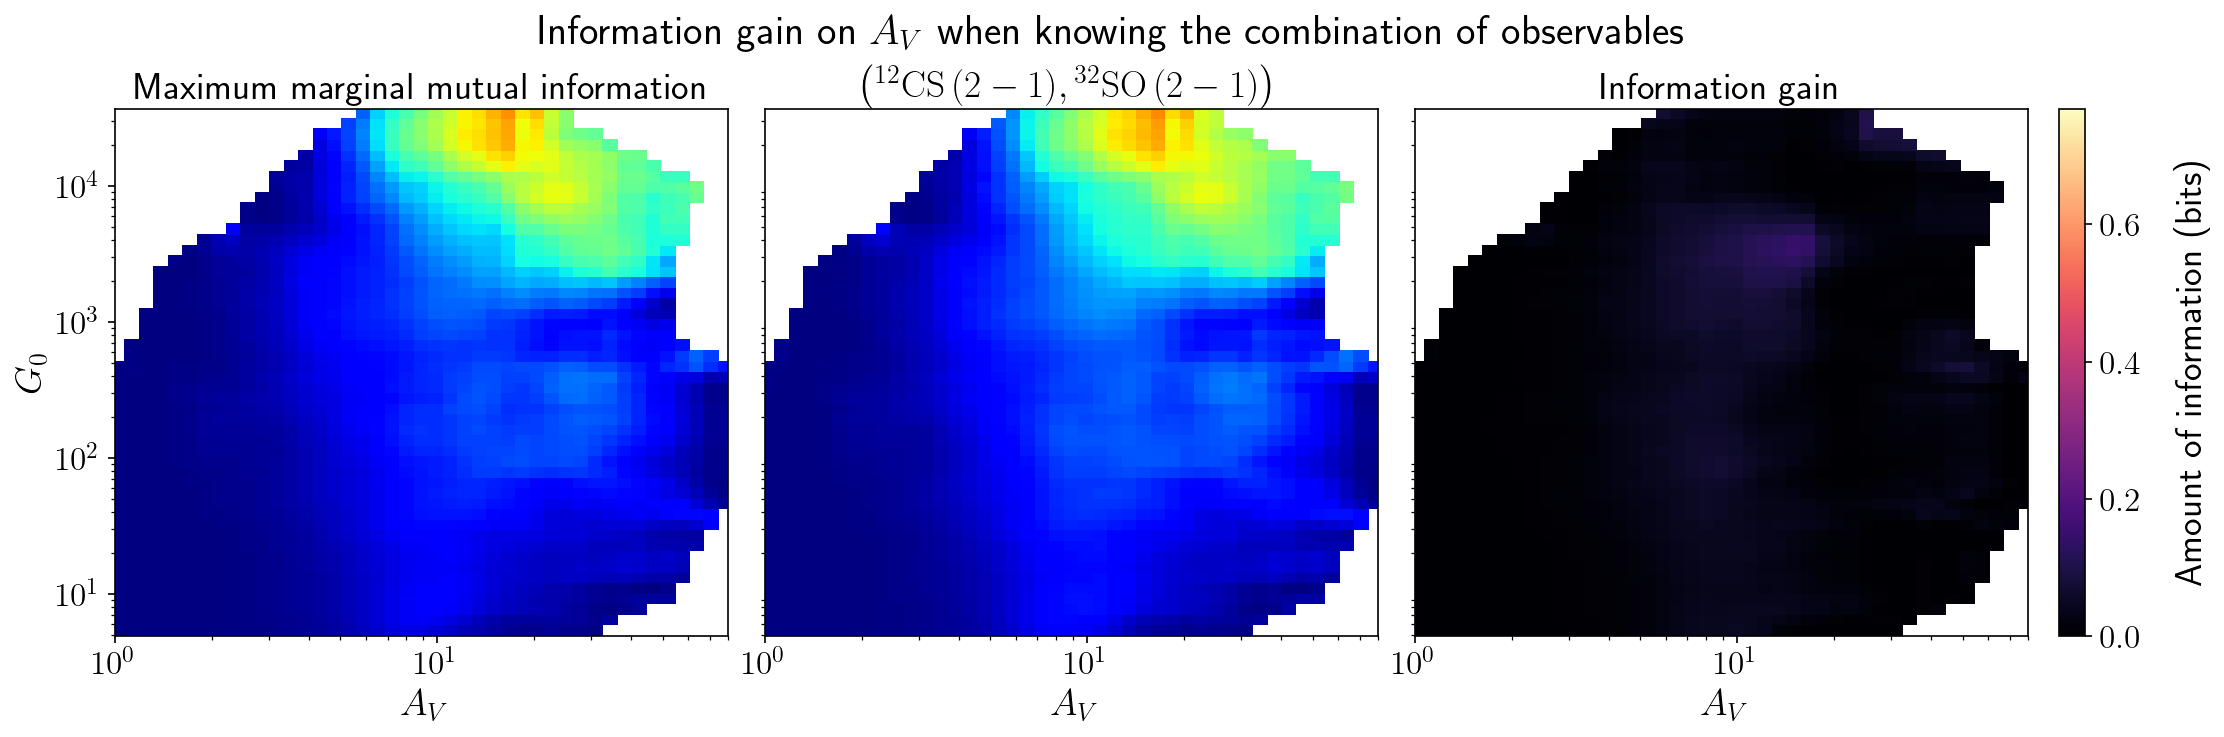 Information gain on A_V when knowing the combination of observables
Maximum marginal mutual information
(¹²CS (2 − 1), ³²SO (2 − 1))
Information gain
10⁴
10³
10²
10¹
G₀
10⁰
10¹
A_V
10⁰
10¹
A_V
10⁰
10¹
A_V
0.6
0.4
0.2
0.0
Amount of information (bits)